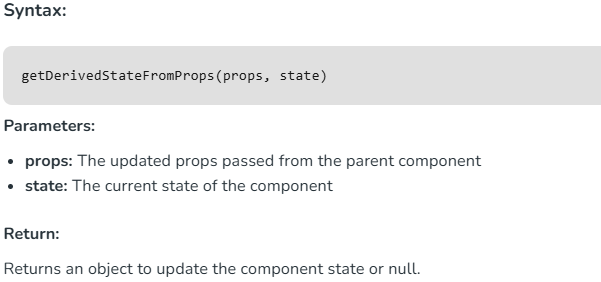 Syntax:
getDerivedStateFromProps(props, state)
Parameters:
• props: The updated props passed from the parent component
• state: The current state of the component
Return:
Returns an object to update the component state or null.